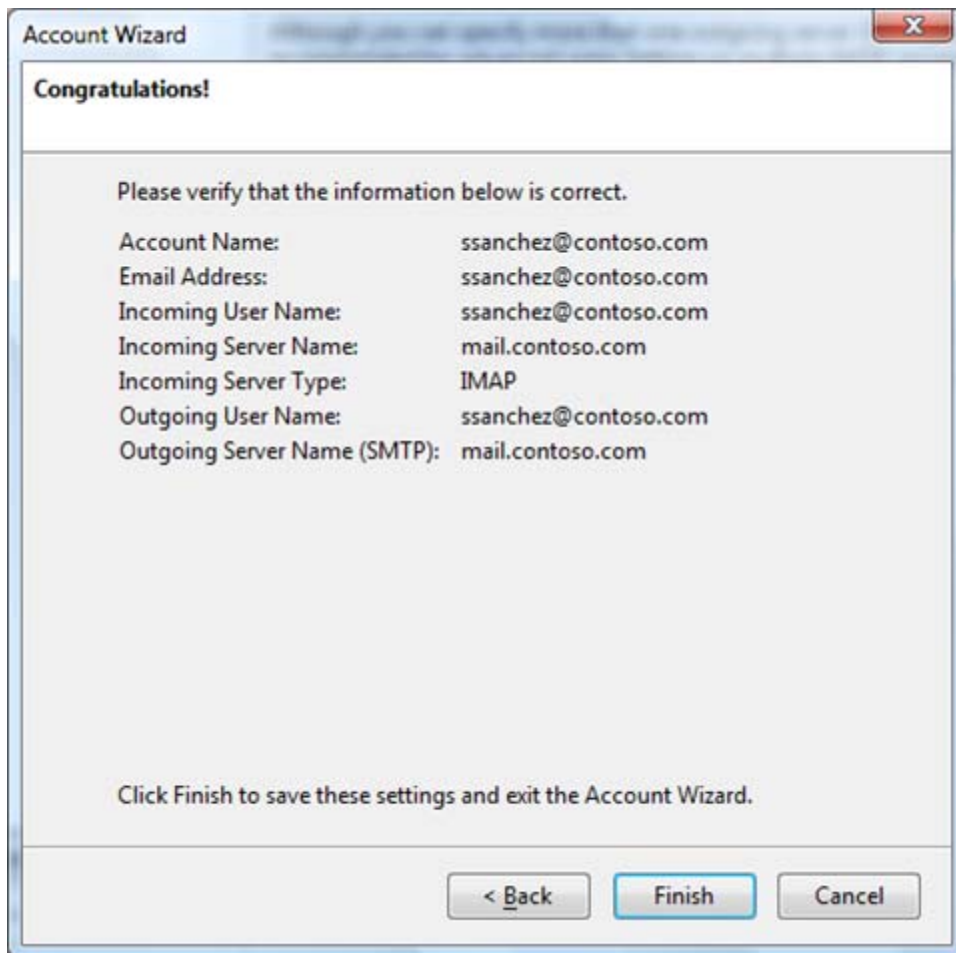 Account Wizard
Congratulations!
Please verify that the information below is correct.
Account Name: ssanchez@contoso.com
Email Address: ssanchez@contoso.com
Incoming User Name: ssanchez@contoso.com
Incoming Server Name: mail.contoso.com
Incoming Server Type: IMAP
Outgoing User Name: ssanchez@contoso.com
Outgoing Server Name (SMTP): mail.contoso.com
Click Finish to save these settings and exit the Account Wizard.
< Back Finish Cancel